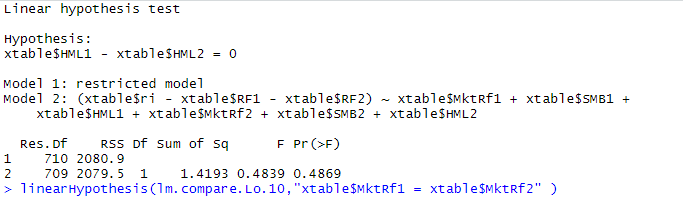 Linear hypothesis test
Hypothesis:
xtable$HML1 - xtable$HML2 = 0
Model 1: restricted model
Model 2: (xtable$ri - xtable$RF1 - xtable$RF2) ~ xtable$MktRf1 + xtable$SMB1 +
    xtable$HML1 + xtable$MktRf2 + xtable$SMB2 + xtable$HML2
  Res.Df    RSS Df Sum of Sq      F Pr(>F)
1    710 2080.9
2    709 2079.5  1    1.4193 0.4839 0.4869
> linearHypothesis(lm.compare.Lo.10,"xtable$MktRf1 = xtable$MktRf2" )